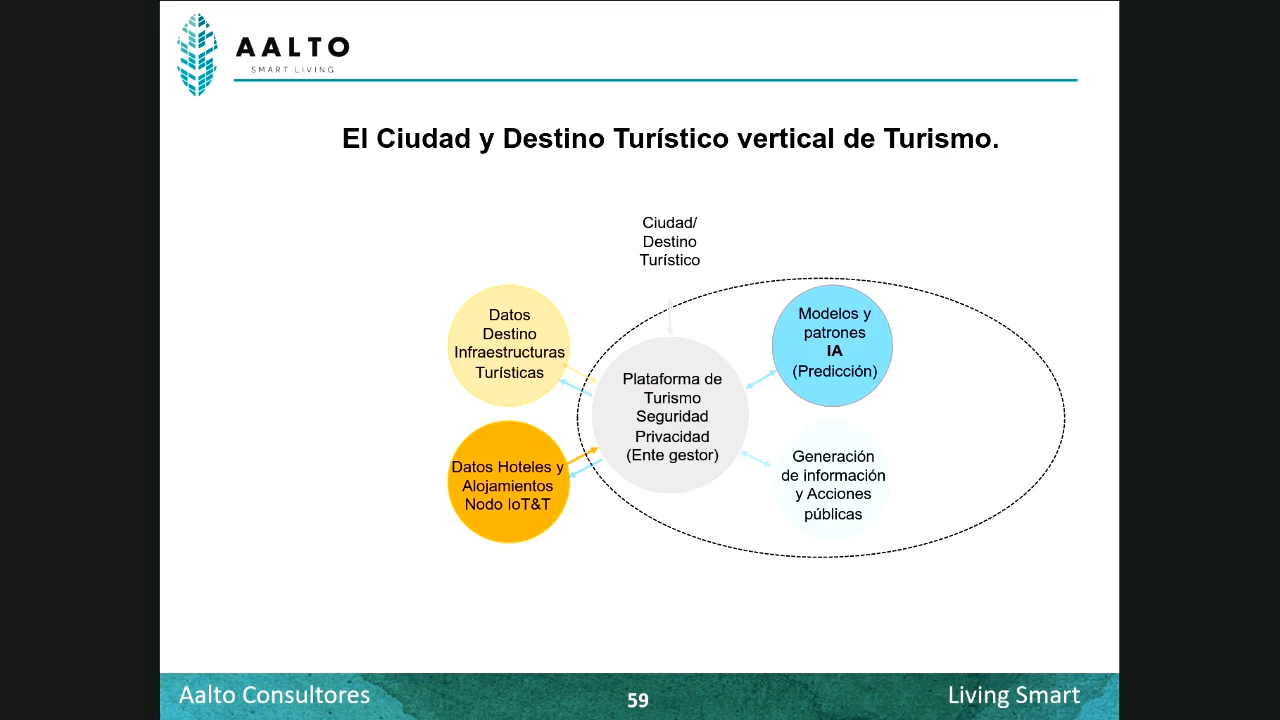 AALTO
SMART LIVING
El Ciudad y Destino Turístico vertical de Turismo.
Ciudad/
Destino
Turístico
Datos
Destino
Infraestructuras
Turísticas
Datos Hoteles y
Alojamientos
Nodo IoT&T
Plataforma de
Turismo
Seguridad
Privacidad
(Ente gestor)
Modelos y
patrones
IA
(Predicción)
Generación
de información
y Acciones
públicas
Aalto Consultores
59
Living Smart